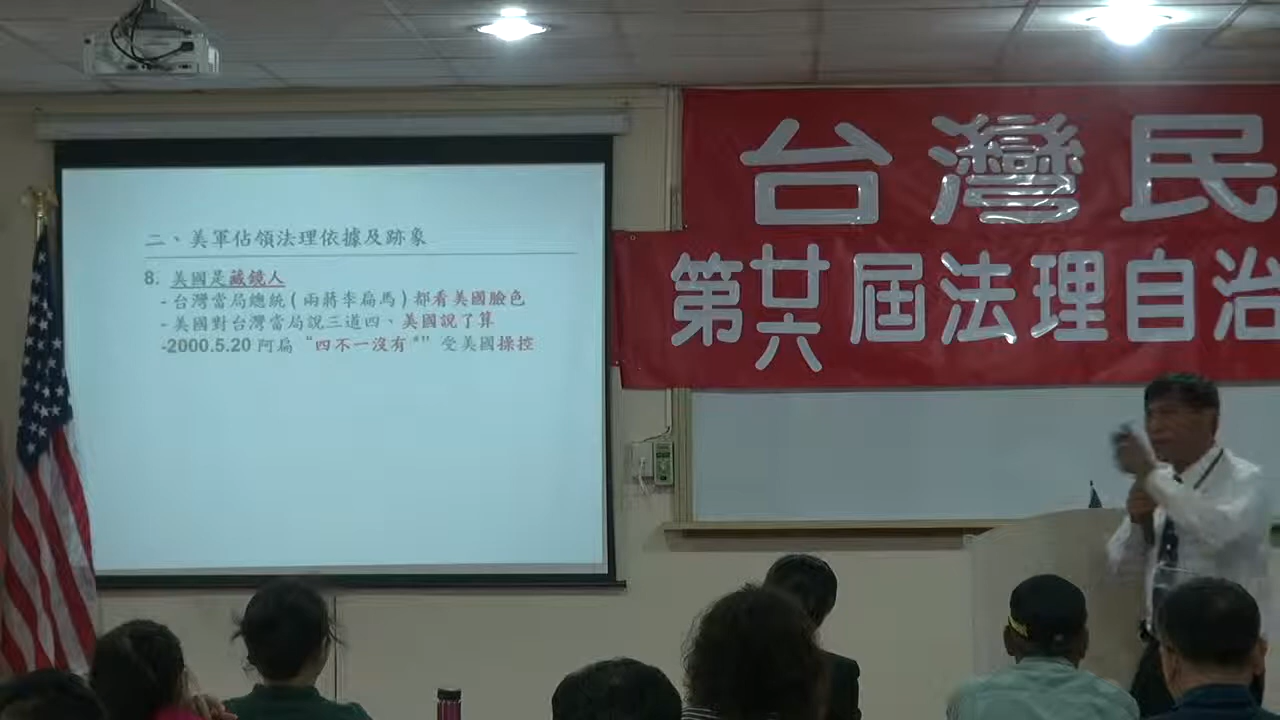 二、美軍佔領法理依據及跡象
8. 美國是藏鏡人
- 台灣當局總統 ( 兩蔣李扁馬 ) 都看美國臉色
- 美國對台灣當局說三道四、美國說了算
-2000.5.20 阿扁 “四不一沒有*” 受美國操控
台灣民
第廿六屆法理自治